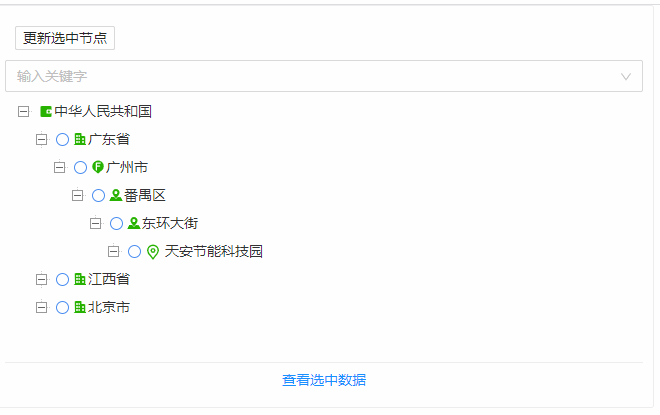 更新选中节点
输入关键字
中华人民共和国
广东省
广州市
番禺区
东环大街
天安节能科技园
江西省
北京市
查看选中数据